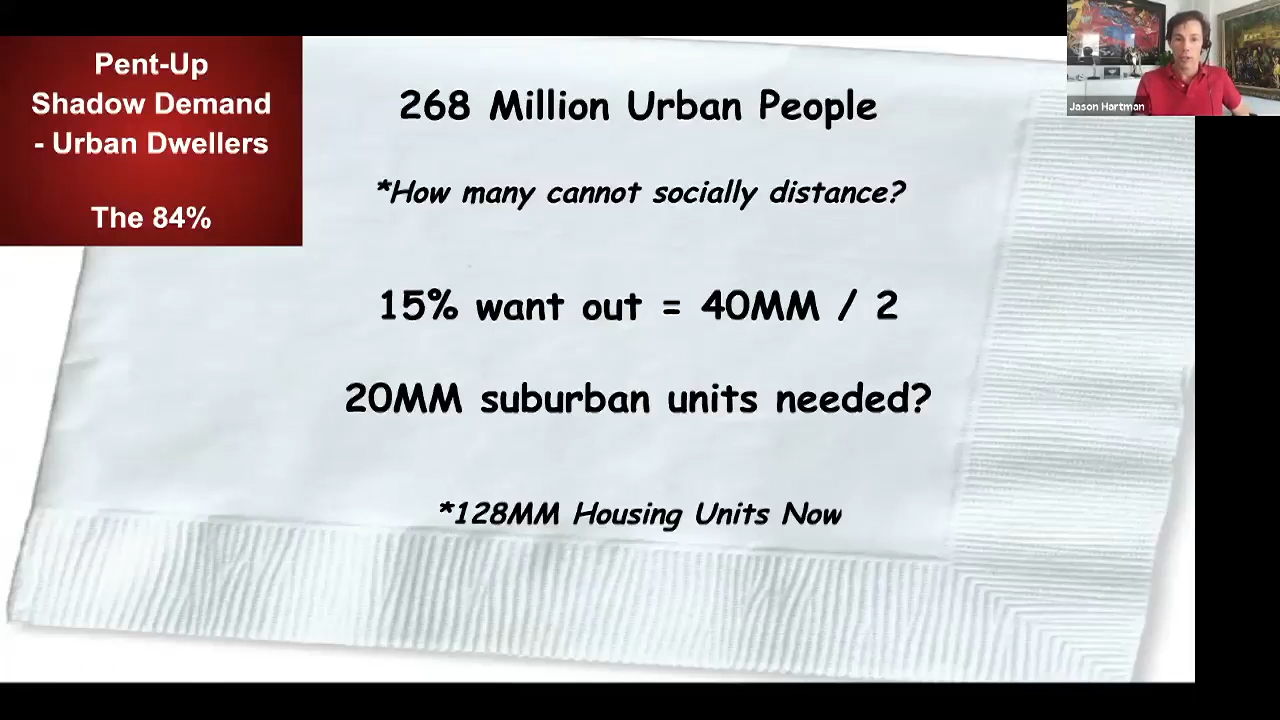 Pent-Up
Shadow Demand
- Urban Dwellers
The 84%
268 Million Urban People
*How many cannot socially distance?
15% want out = 40MM / 2
20MM suburban units needed?
*128MM Housing Units Now
Jason Hartman